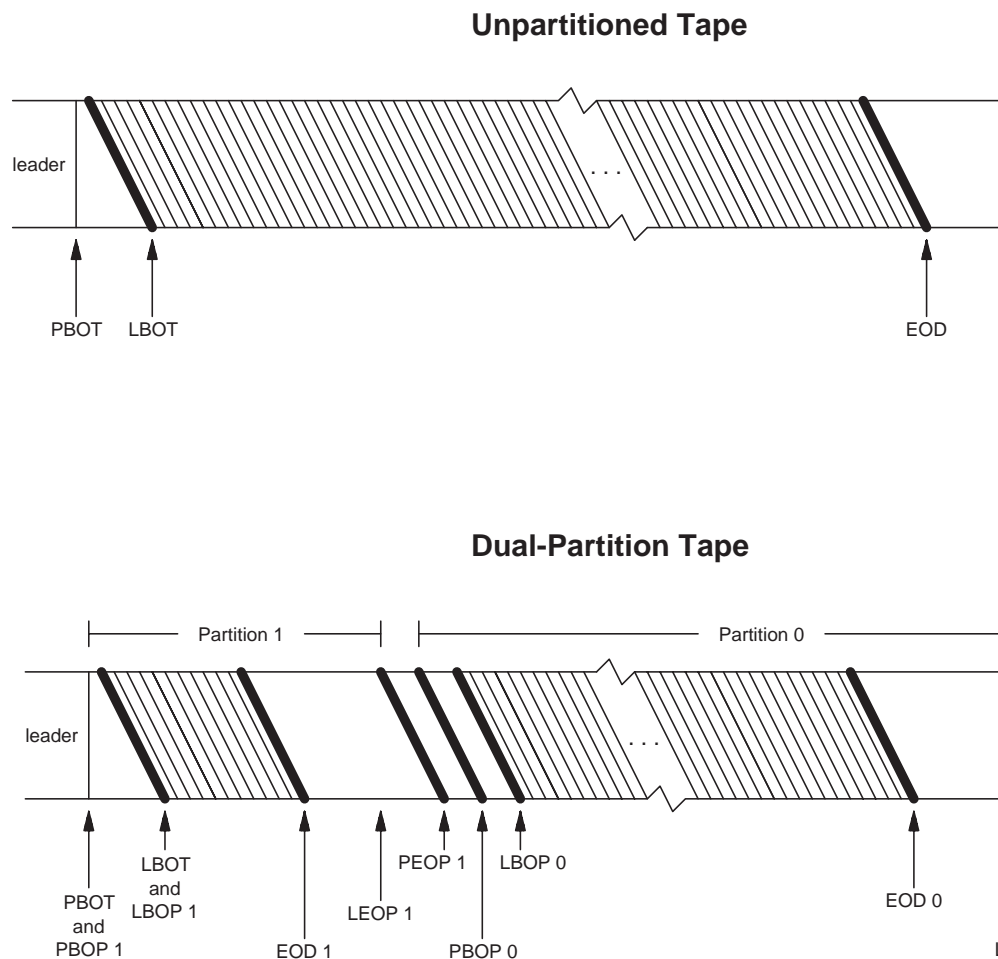 Unpartitioned Tape
leader
. . .
PBOT
LBOT
EOD
Dual-Partition Tape
Partition 1
Partition 0
leader
. . .
PBOT
and
PBOP 1
LBOT
and
LBOP 1
EOD 1
LEOP 1
PEOP 1
PBOP 0
LBOP 0
EOD 0